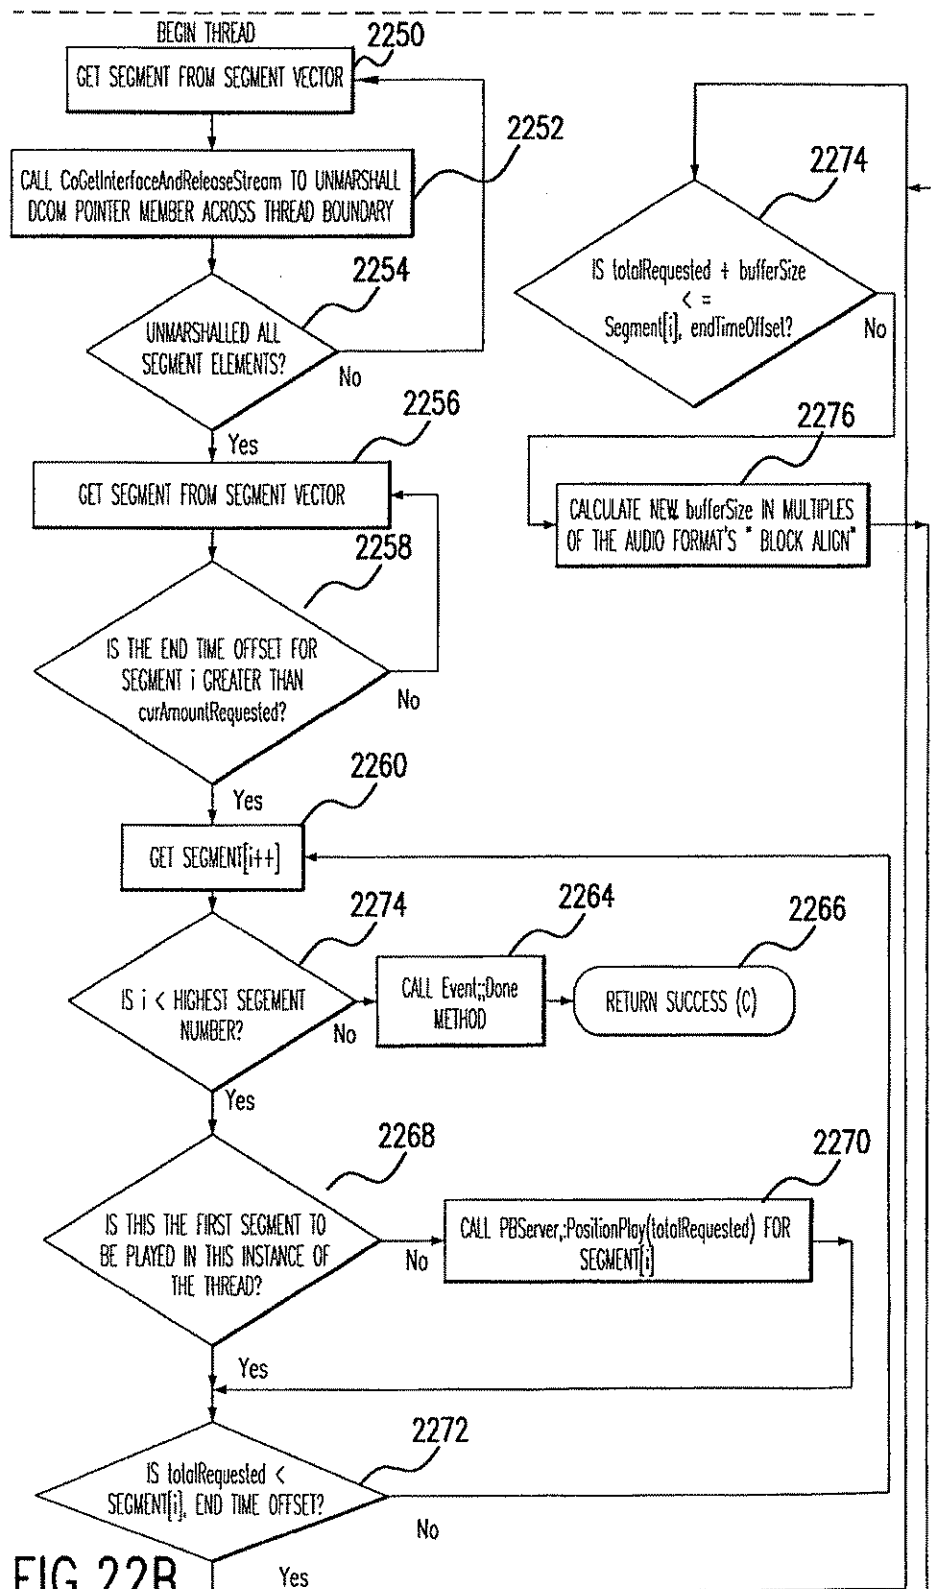 BEGIN THREAD
2250
GET SEGMENT FROM SEGMENT VECTOR
2252
CALL CoGetInterfaceAndReleaseStream TO UNMARSHALL
DCOM POINTER MEMBER ACROSS THREAD BOUNDARY
2254
UNMARSHALLED ALL
SEGMENT ELEMENTS?
No
Yes
2256
GET SEGMENT FROM SEGMENT VECTOR
2258
IS THE END TIME OFFSET FOR
SEGMENT i GREATER THAN
curAmountRequested?
No
Yes
2260
GET SEGMENT[i++]
2274
IS i < HIGHEST SEGEMENT
NUMBER?
No
Yes
2264
CALL Event;;Done
METHOD
2266
RETURN SUCCESS (C)
2268
IS THIS THE FIRST SEGMENT TO
BE PLAYED IN THIS INSTANCE OF
THE THREAD?
No
Yes
2270
CALL PBServer,:PositionPlay(totalRequested) FOR
SEGMENT[i]
2272
IS totalRequested <
SEGMENT[i], END TIME OFFSET?
No
Yes
2274
IS totalRequested + bufferSize
< =
Segment[i], endTimeOffset?
No
2276
CALCULATE NEW bufferSize IN MULTIPLES
OF THE AUDIO FORMAT'S " BLOCK ALIGN"
FIG.22B